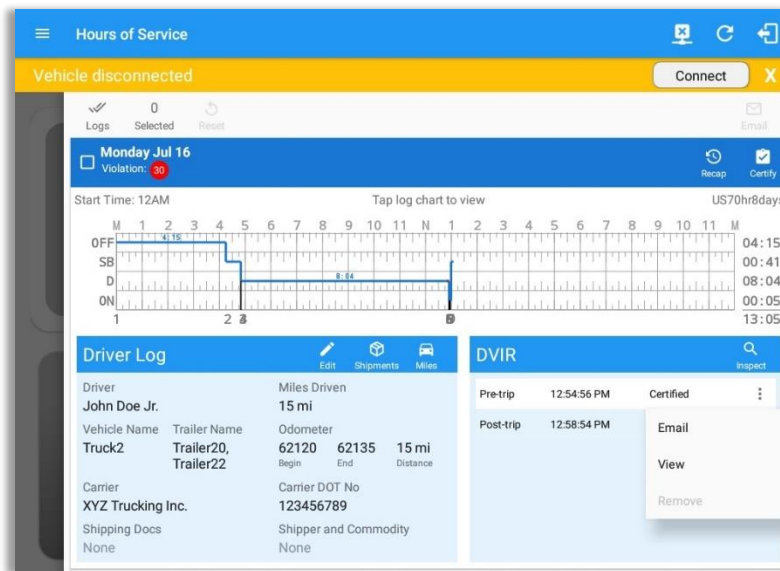 Hours of Service
Vehicle disconnected
Connect
X
Logs
0
Selected
Reset
Email
Monday Jul 16
Violation: 30
Recap
Certify
Start Time: 12AM
Tap log chart to view
US70hr8days
M 1 2 3 4 5 6 7 8 9 10 11 N 1 2 3 4 5 6 7 8 9 10 11 M
OFF 4:15 04:15
SB 00:41
D 8:04 08:04
ON 00:05
1 2 13:05
Driver Log
Edit
Shipments
Miles
Driver
John Doe Jr.
Miles Driven
15 mi
Vehicle Name
Truck2
Trailer Name
Trailer20,
Trailer22
Odometer
62120 62135 15 mi
Begin End Distance
Carrier
XYZ Trucking Inc.
Carrier DOT No
123456789
Shipping Docs
None
Shipper and Commodity
None
DVIR
Inspect
Pre-trip 12:54:56 PM Certified
Post-trip 12:58:54 PM
Email
View
Remove